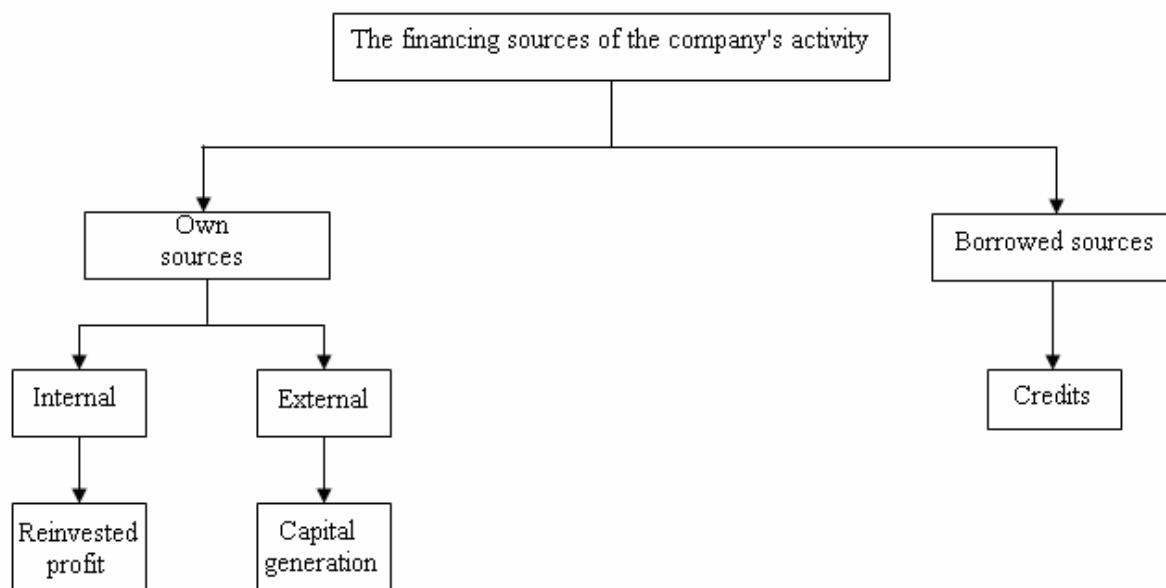 The financing sources of the company's activity
Own
sources
Borrowed sources
Internal
External
Credits
Reinvested
profit
Capital
generation